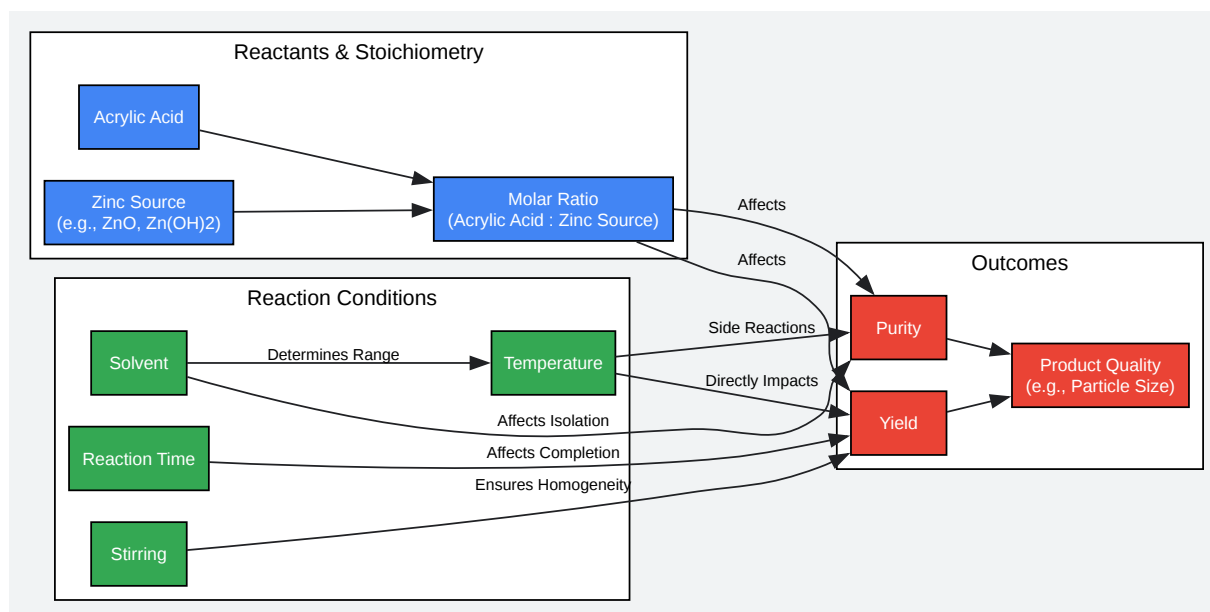 Reactants & Stoichiometry
Acrylic Acid
Zinc Source
(e.g., ZnO, Zn(OH)2)
Molar Ratio
(Acrylic Acid : Zinc Source)
Affects
Affects
Reaction Conditions
Solvent
Determines Range
Temperature
Side Reactions
Directly Impacts
Affects Isolation
Reaction Time
Affects Completion
Ensures Homogeneity
Stirring
Outcomes
Purity
Yield
Product Quality
(e.g., Particle Size)